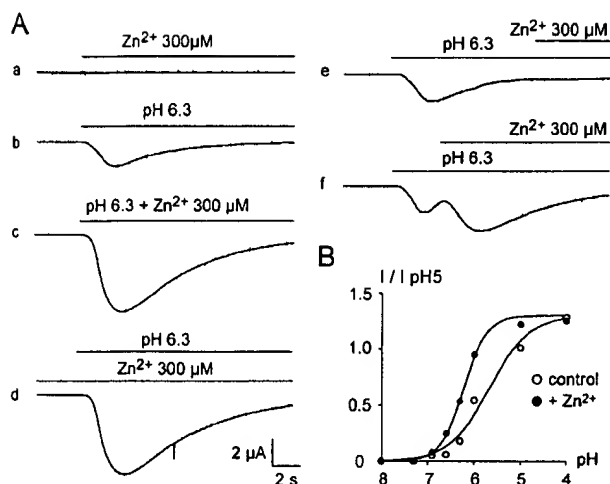 A
Zn2+ 300µM
a
pH 6.3
b
pH 6.3 + Zn2+ 300 µM
c
pH 6.3
Zn2+ 300 µM
d
2 µA
2 s
Zn2+ 300 µM
pH 6.3
e
Zn2+ 300 µM
pH 6.3
f
B
I / I pH5
1.5
1.0
0.5
0
control
+ Zn2+
pH
8 7 6 5 4